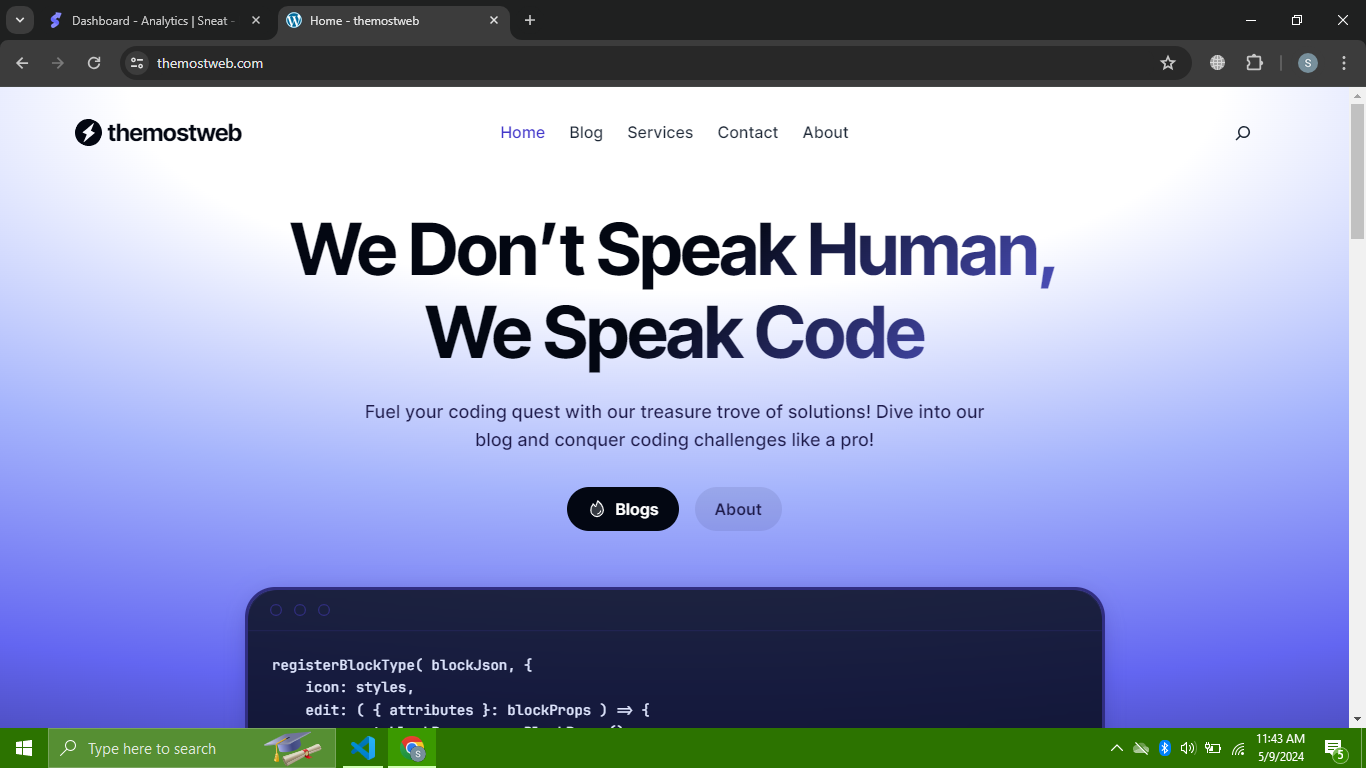 Dashboard - Analytics | Sneat -
Home - themostweb
themostweb.com
S
themostweb
Home Blog Services Contact About
We Don’t Speak Human,
We Speak Code
Fuel your coding quest with our treasure trove of solutions! Dive into our
blog and conquer coding challenges like a pro!
Blogs About
registerBlockType( blockJson, {
icon: styles,
edit: ( { attributes }: blockProps ) => {
Type here to search
S
11:43 AM
5/9/2024
5